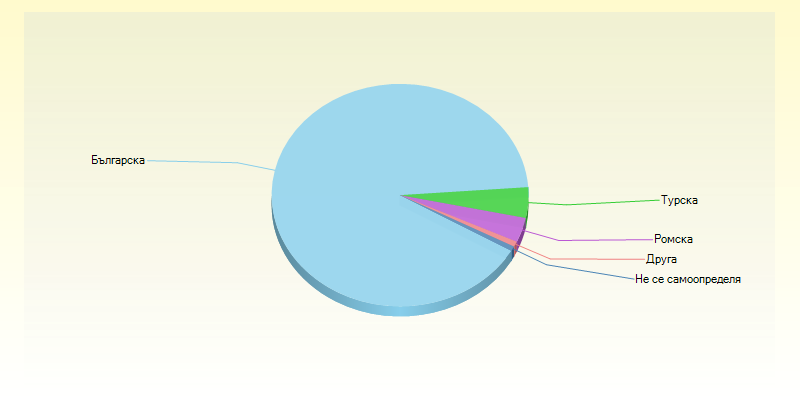 Българска
Турска
Ромска
Друга
Не се самоопределя